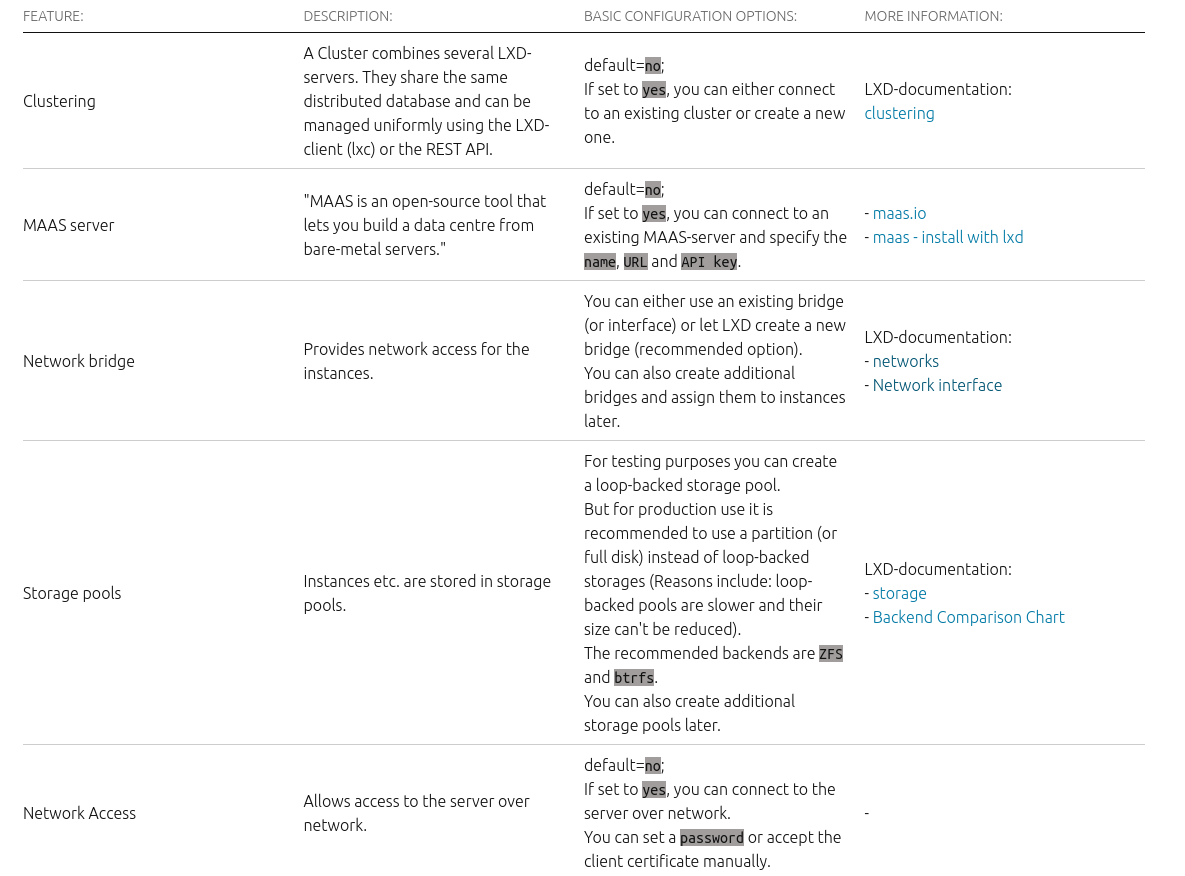 FEATURE:
DESCRIPTION:
BASIC CONFIGURATION OPTIONS:
MORE INFORMATION:
Clustering
A Cluster combines several LXD-
servers. They share the same
distributed database and can be
managed uniformly using the LXD-
client (lxc) or the REST API.
default=no;
If set to yes, you can either connect
to an existing cluster or create a new
one.
LXD-documentation:
clustering
MAAS server
"MAAS is an open-source tool that
lets you build a data centre from
bare-metal servers."
default=no;
If set to yes, you can connect to an
existing MAAS-server and specify the
name, URL and API key.
- maas.io
- maas - install with lxd
Network bridge
Provides network access for the
instances.
You can either use an existing bridge
(or interface) or let LXD create a new
bridge (recommended option).
You can also create additional
bridges and assign them to instances
later.
LXD-documentation:
- networks
- Network interface
Storage pools
Instances etc. are stored in storage
pools.
For testing purposes you can create
a loop-backed storage pool.
But for production use it is
recommended to use a partition (or
full disk) instead of loop-backed
storages (Reasons include: loop-
backed pools are slower and their
size can't be reduced).
The recommended backends are ZFS
and btrfs.
You can also create additional
storage pools later.
LXD-documentation:
- storage
- Backend Comparison Chart
Network Access
Allows access to the server over
network.
default=no;
If set to yes, you can connect to the
server over network.
You can set a password or accept the
client certificate manually.
-